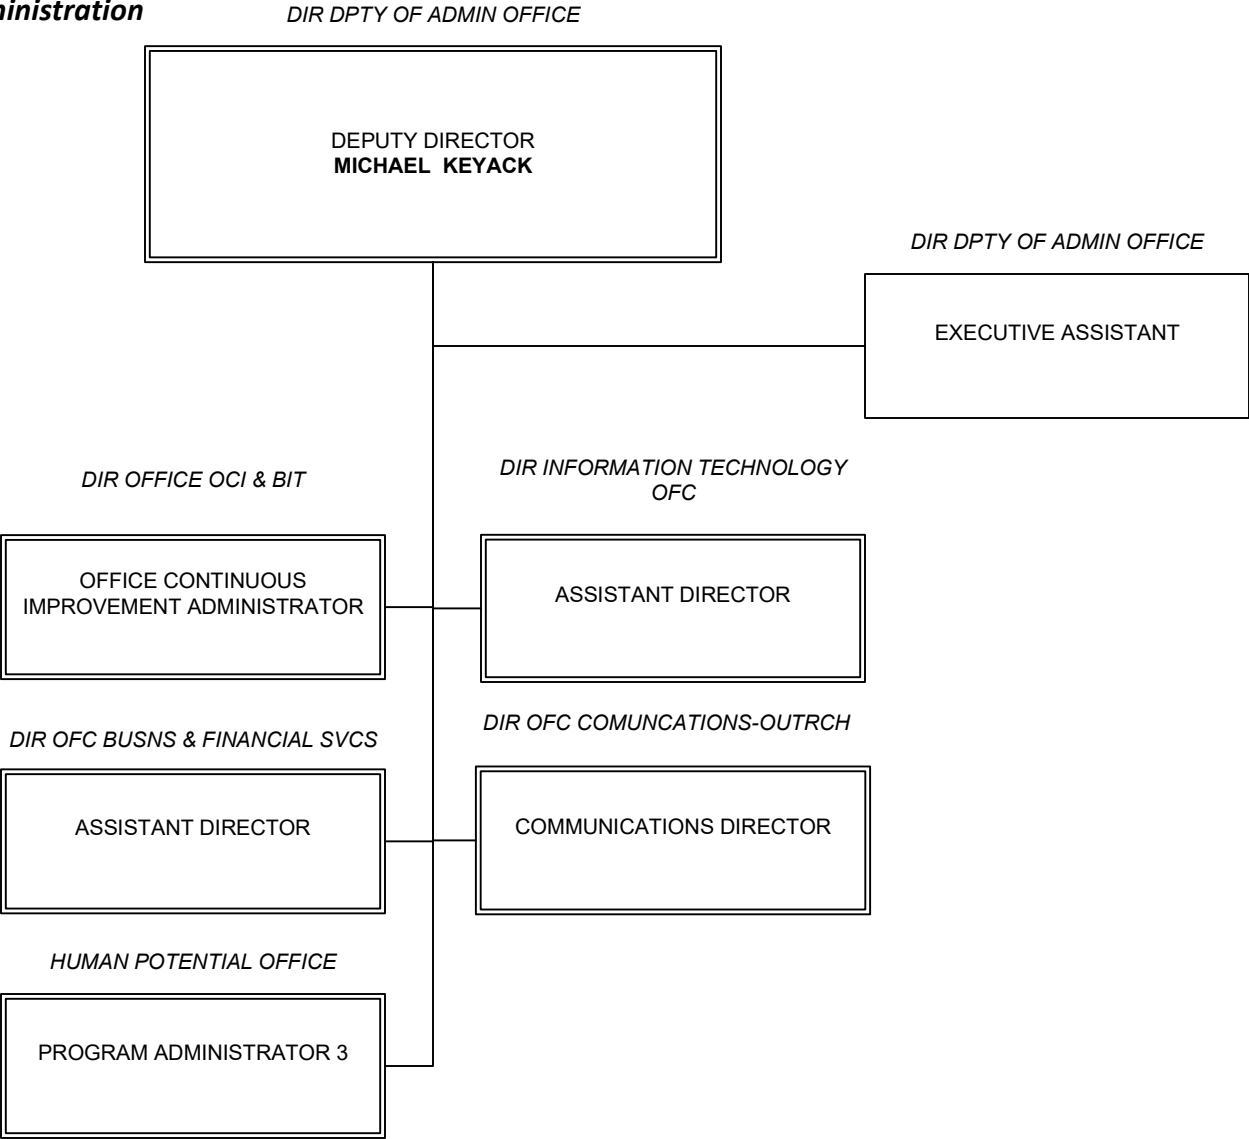 ministration
DIR DPTY OF ADMIN OFFICE
DEPUTY DIRECTOR
MICHAEL KEYACK
DIR DPTY OF ADMIN OFFICE
EXECUTIVE ASSISTANT
DIR OFFICE OCI & BIT
DIR INFORMATION TECHNOLOGY
OFC
OFFICE CONTINUOUS
IMPROVEMENT ADMINISTRATOR
ASSISTANT DIRECTOR
DIR OFC BUSNS & FINANCIAL SVCS
DIR OFC COMUNCATIONS-OUTRCH
ASSISTANT DIRECTOR
COMMUNICATIONS DIRECTOR
HUMAN POTENTIAL OFFICE
PROGRAM ADMINISTRATOR 3